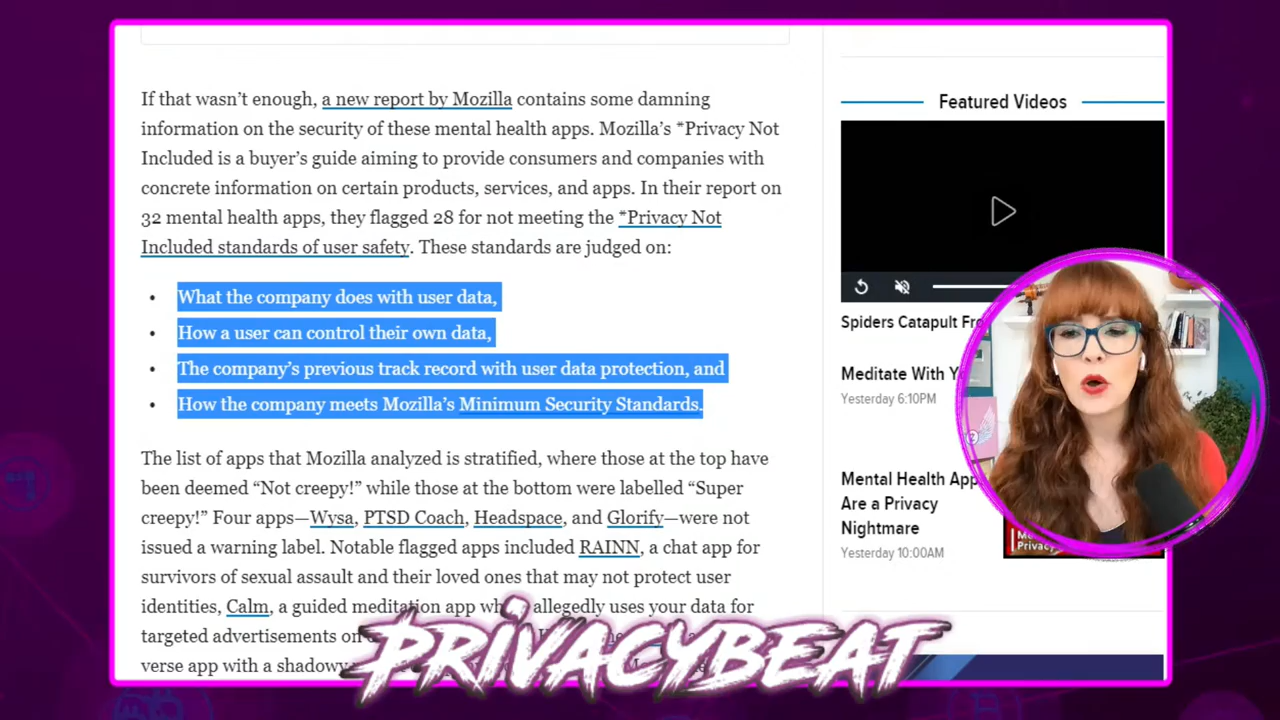 If that wasn't enough, a new report by Mozilla contains some damning
information on the security of these mental health apps. Mozilla's *Privacy Not
Included is a buyer's guide aiming to provide consumers and companies with
concrete information on certain products, services, and apps. In their report on
32 mental health apps, they flagged 28 for not meeting the *Privacy Not
Included standards of user safety. These standards are judged on:
• What the company does with user data,
• How a user can control their own data,
• The company's previous track record with user data protection, and
• How the company meets Mozilla's Minimum Security Standards.
The list of apps that Mozilla analyzed is stratified, where those at the top have
been deemed “Not creepy!” while those at the bottom were labelled “Super
creepy!” Four apps—Wysa, PTSD Coach, Headspace, and Glorify—were not
issued a warning label. Notable flagged apps included RAINN, a chat app for
survivors of sexual assault and their loved ones that may not protect user
identities, Calm, a guided meditation app allegedly uses your data for
targeted advertisements on
verse app with a shadowy
Featured Videos
Spiders Catapult
Meditate With
Yesterday 6:10PM
Mental Health App
Are a Privacy
Nightmare
Yesterday 10:00AM
Privacy
PRIVACYBEAT